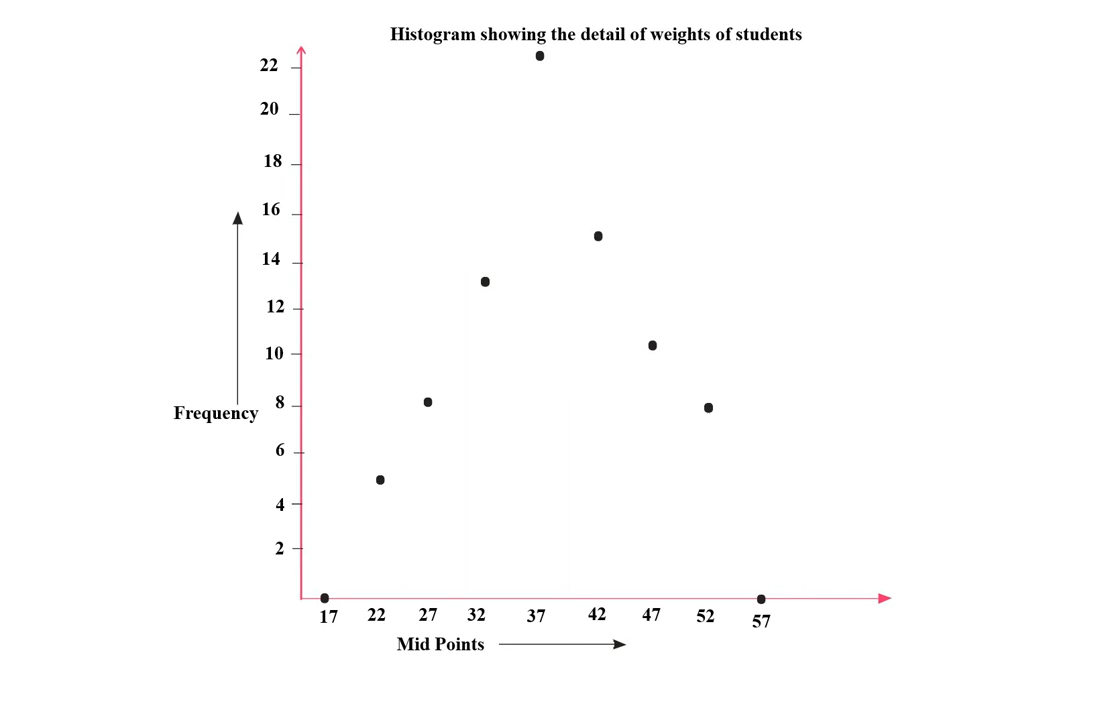 Histogram showing the detail of weights of students
22
20
18
16
14
12
10
8
Frequency
6
4
2
17 22 27 32 37 42 47 52 57
Mid Points